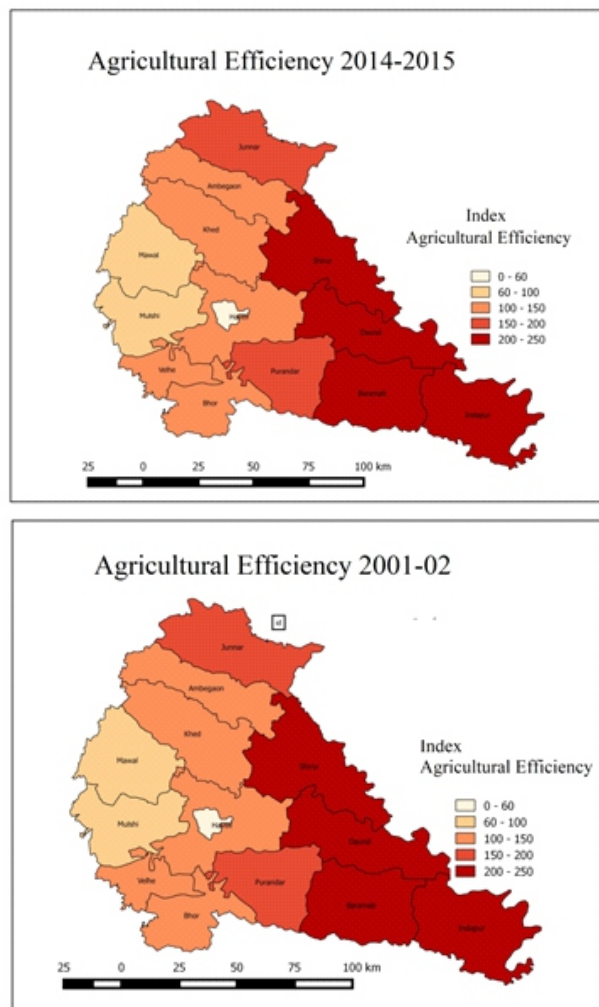 Agricultural Efficiency 2014-2015
Junnar
Ambegaon
Khed
Mawal
Shirur
Mulshi
Haveli
Daund
Velhe
Purandar
Baramati
Indapur
Bhor
Index
Agricultural Efficiency
0 - 60
60 - 100
100 - 150
150 - 200
200 - 250
25 0 25 50 75 100 km
Agricultural Efficiency 2001-02
id
Junnar
Ambegaon
Khed
Mawal
Shirur
Mulshi
Haveli
Daund
Velhe
Purandar
Baramati
Indapur
Bhor
Index
Agricultural Efficiency
0 - 60
60 - 100
100 - 150
150 - 200
200 - 250
25 0 25 50 75 100 km